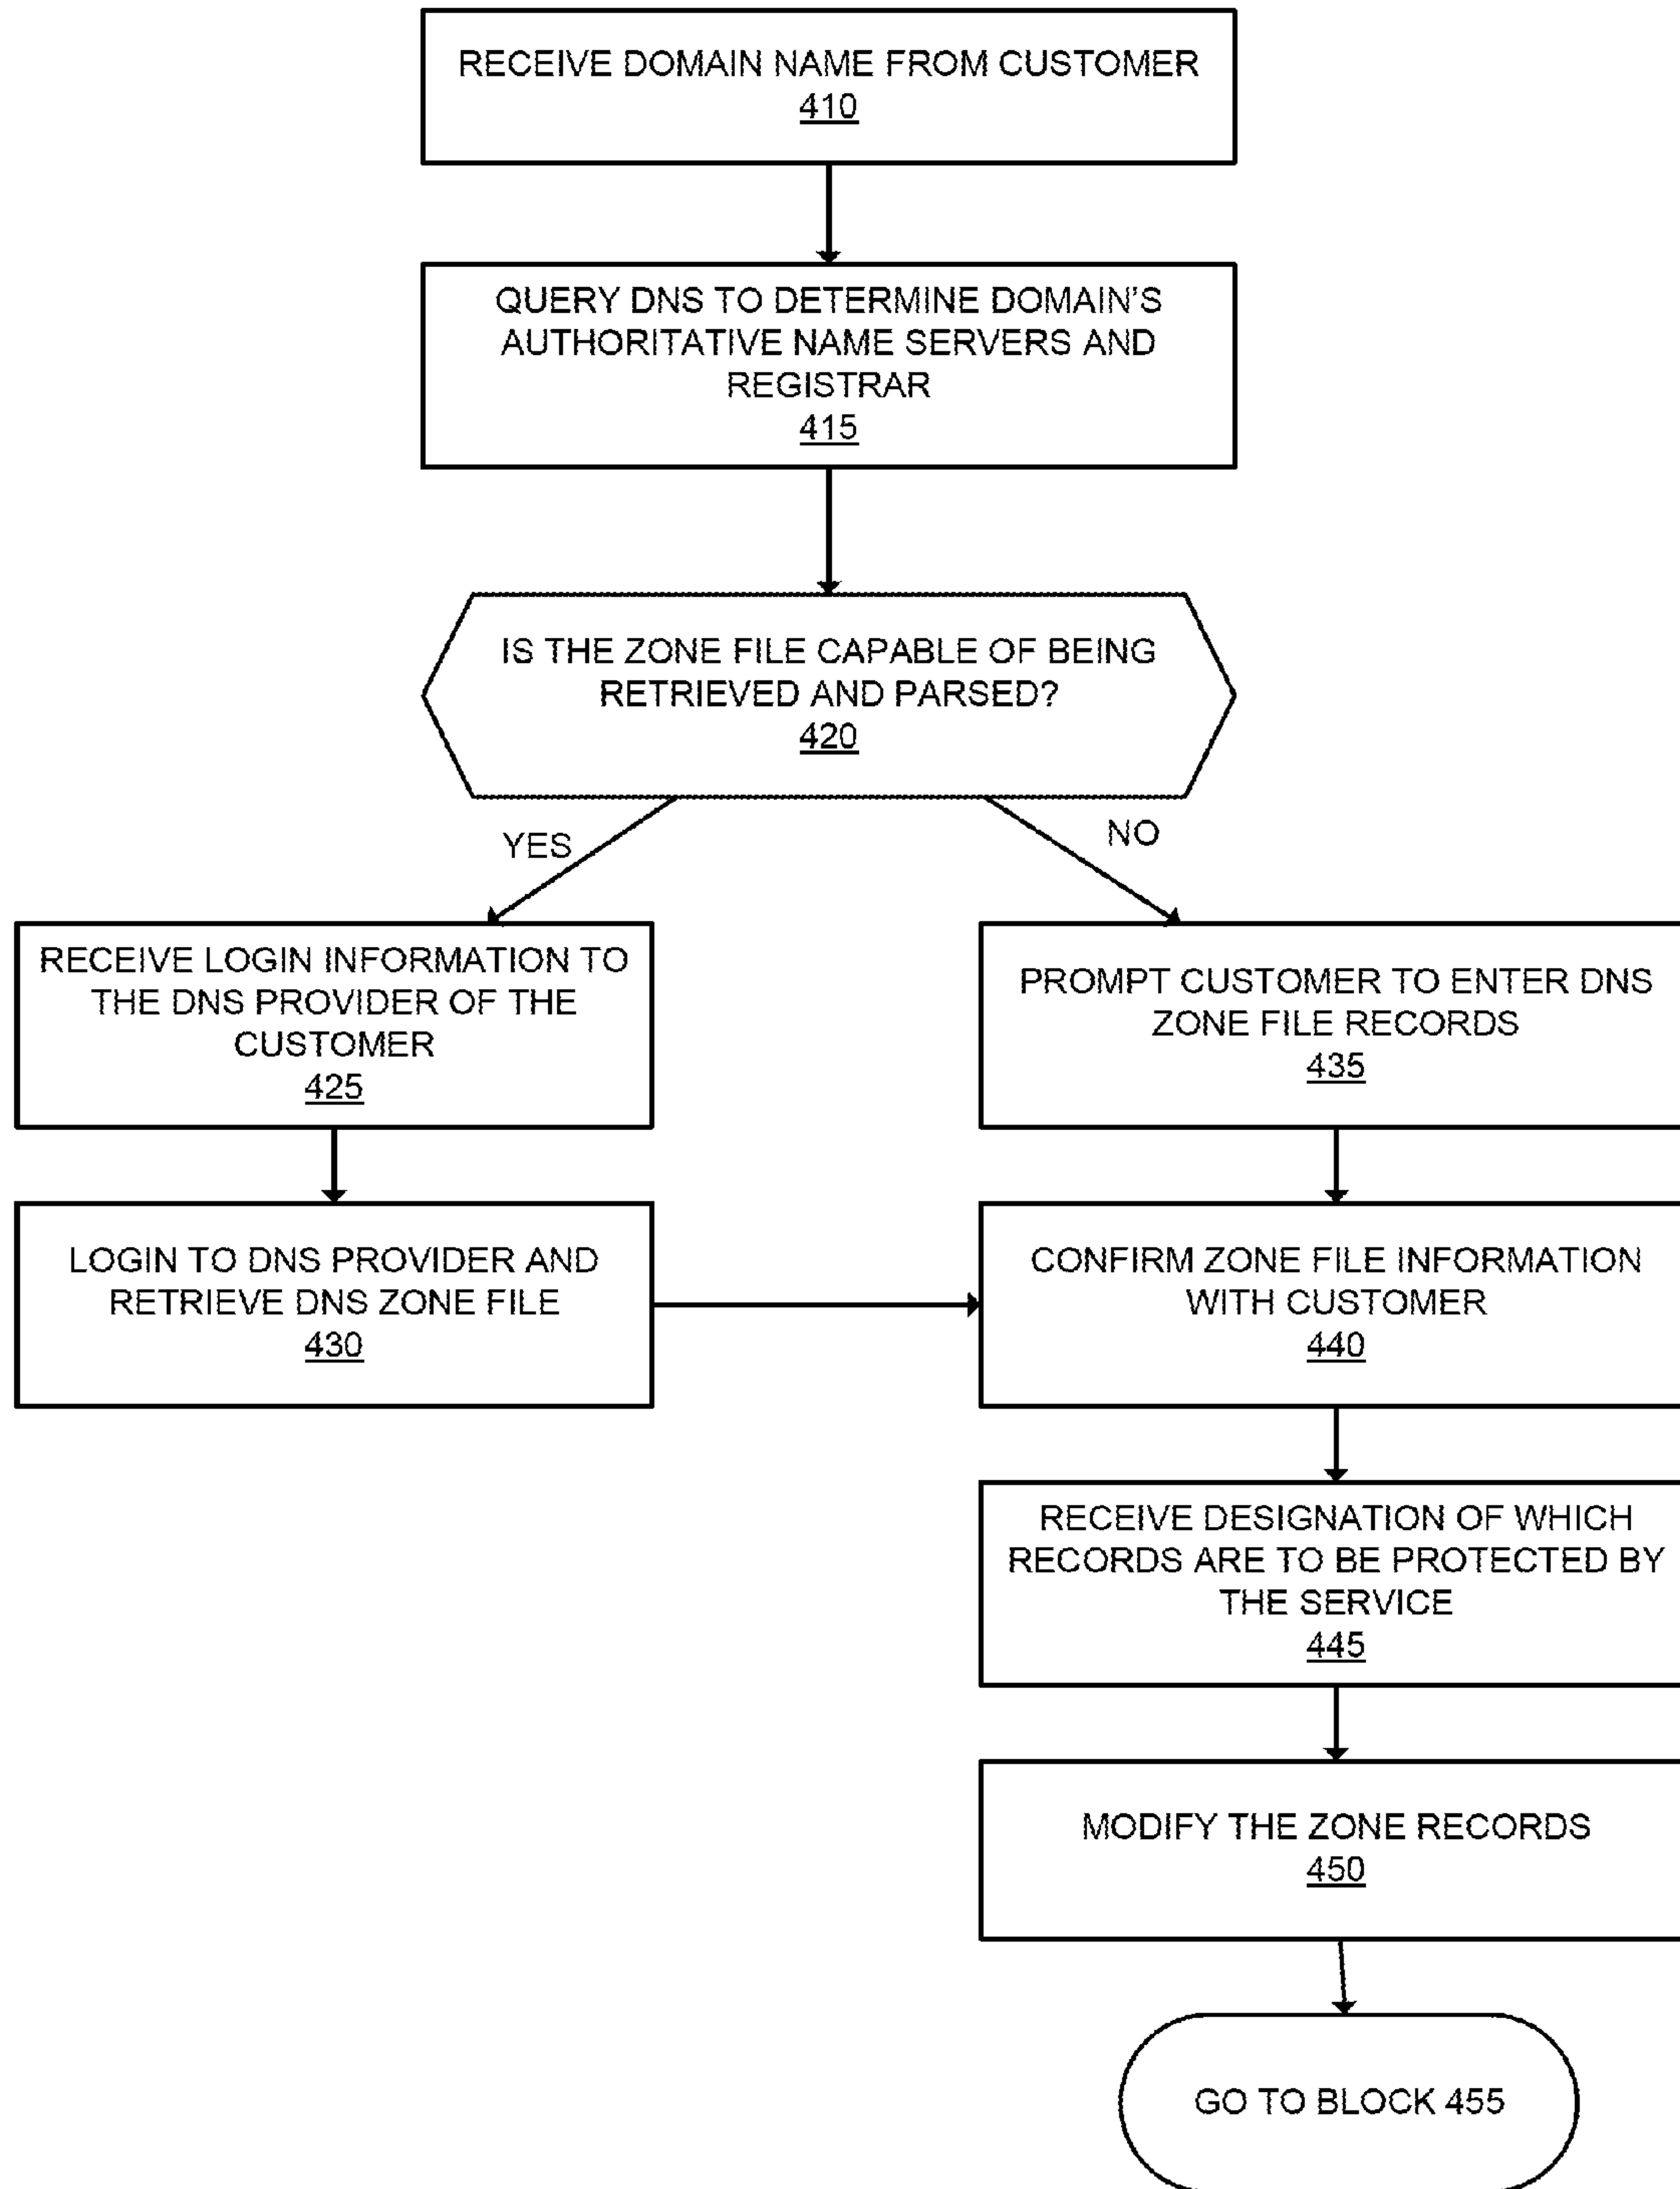 RECEIVE DOMAIN NAME FROM CUSTOMER
410
QUERY DNS TO DETERMINE DOMAIN'S
AUTHORITATIVE NAME SERVERS AND
REGISTRAR
415
IS THE ZONE FILE CAPABLE OF BEING
RETRIEVED AND PARSED?
420
YES
NO
RECEIVE LOGIN INFORMATION TO
THE DNS PROVIDER OF THE
CUSTOMER
425
PROMPT CUSTOMER TO ENTER DNS
ZONE FILE RECORDS
435
LOGIN TO DNS PROVIDER AND
RETRIEVE DNS ZONE FILE
430
CONFIRM ZONE FILE INFORMATION
WITH CUSTOMER
440
RECEIVE DESIGNATION OF WHICH
RECORDS ARE TO BE PROTECTED BY
THE SERVICE
445
MODIFY THE ZONE RECORDS
450
GO TO BLOCK 455